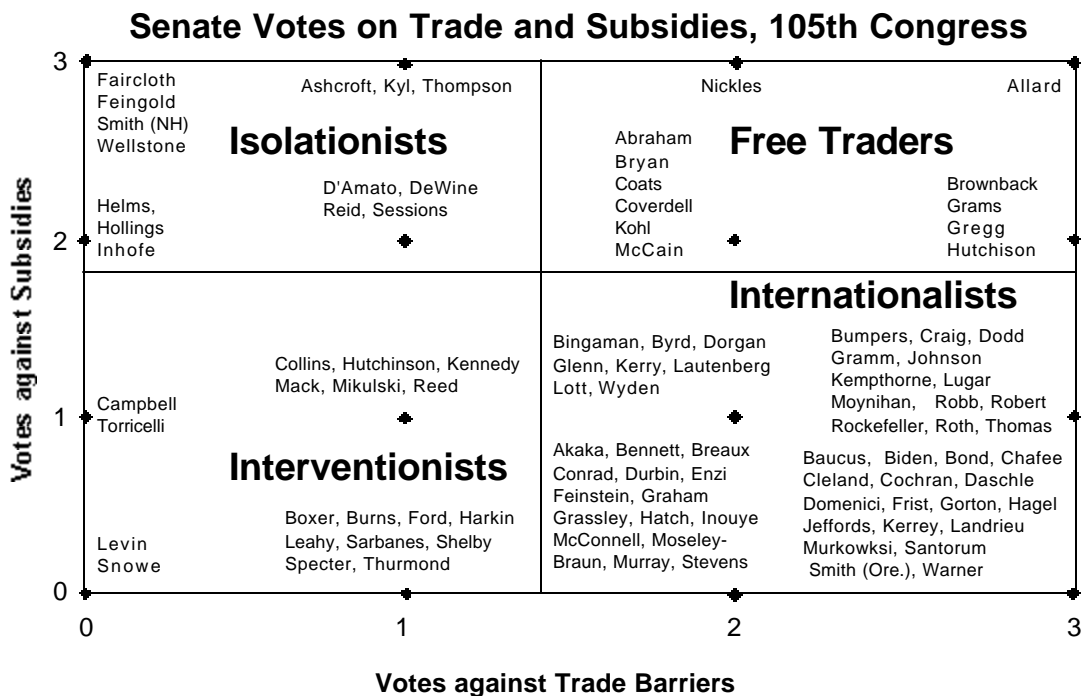 Senate Votes on Trade and Subsidies, 105th Congress
Votes against Subsidies
3
Faircloth
Feingold
Smith (NH)
Wellstone
Ashcroft, Kyl, Thompson
Isolationists
D'Amato, DeWine
Reid, Sessions
Helms,
Hollings
Inhofe
2
Nickles
Allard
Free Traders
Abraham
Bryan
Coats
Coverdell
Kohl
McCain
Brownback
Grams
Gregg
Hutchison
Collins, Hutchinson, Kennedy
Mack, Mikulski, Reed
Campbell
Torricelli
1
Interventionists
Boxer, Burns, Ford, Harkin
Leahy, Sarbanes, Shelby
Specter, Thurmond
Levin
Snowe
0
Internationalists
Bingaman, Byrd, Dorgan
Glenn, Kerry, Lautenberg
Lott, Wyden
Bumpers, Craig, Dodd
Gramm, Johnson
Kempthorne, Lugar
Moynihan, Robb, Robert
Rockefeller, Roth, Thomas
Akaka, Bennett, Breaux
Conrad, Durbin, Enzi
Feinstein, Graham
Grassley, Hatch, Inouye
McConnell, Moseley-
Braun, Murray, Stevens
Baucus, Biden, Bond, Chafee
Cleland, Cochran, Daschle
Domenici, Frist, Gorton, Hagel
Jeffords, Kerrey, Landrieu
Murkowksi, Santorum
Smith (Ore.), Warner
0
1
2
3
Votes against Trade Barriers